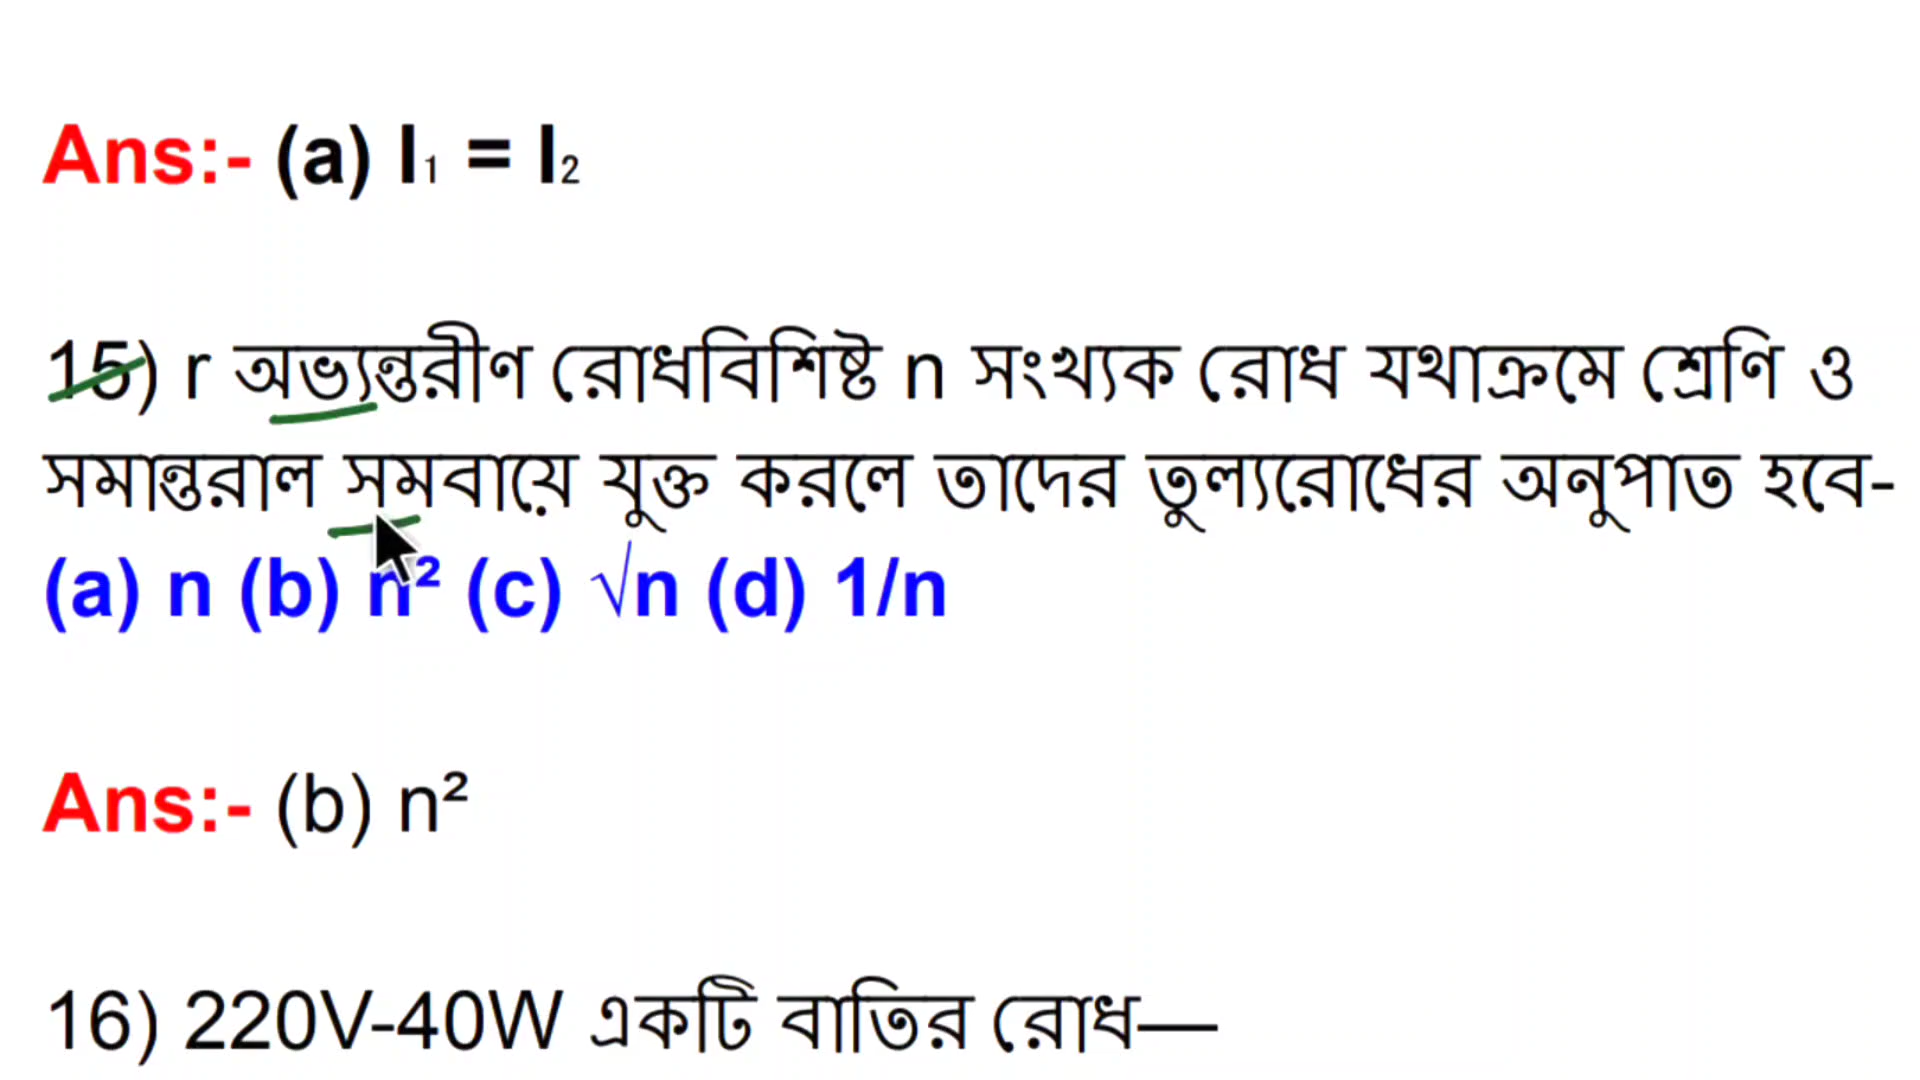 Ans:- (a) I₁ = I₂
15) r অভ্যন্তরীণ রোধবিশিষ্ট n সংখ্যক রোধ যথাক্রমে শ্রেণি ও
সমান্তরাল সমবায়ে যুক্ত করলে তাদের তুল্যরোধের অনুপাত হবে-
(a) n (b) n² (c) √n (d) 1/n
Ans:- (b) n²
16) 220V-40W একটি বাতির রোধ—